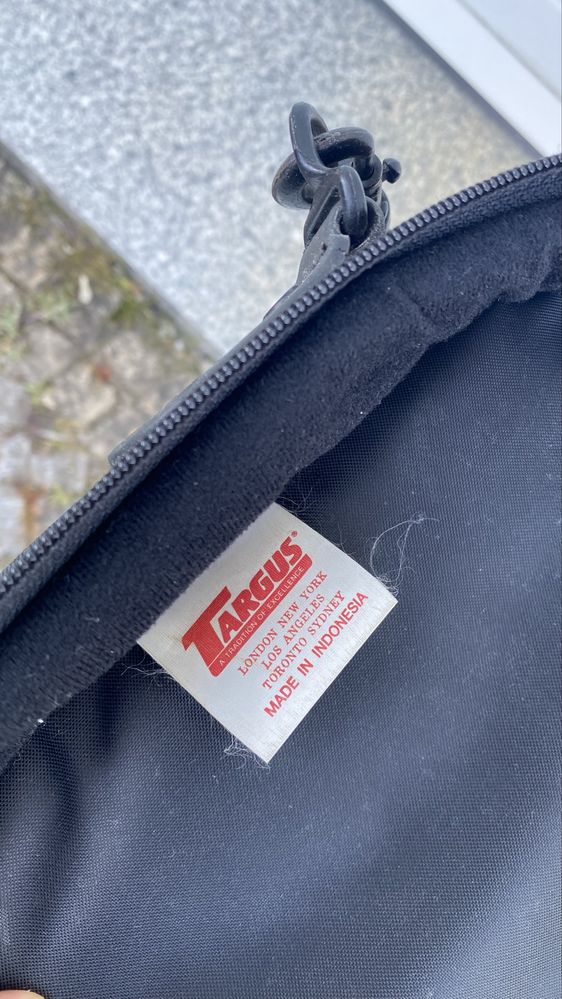 TARGUS®
A TRADITION OF EXCELLENCE
LONDON NEW YORK
LOS ANGELES
TORONTO SYDNEY
MADE IN INDONESIA